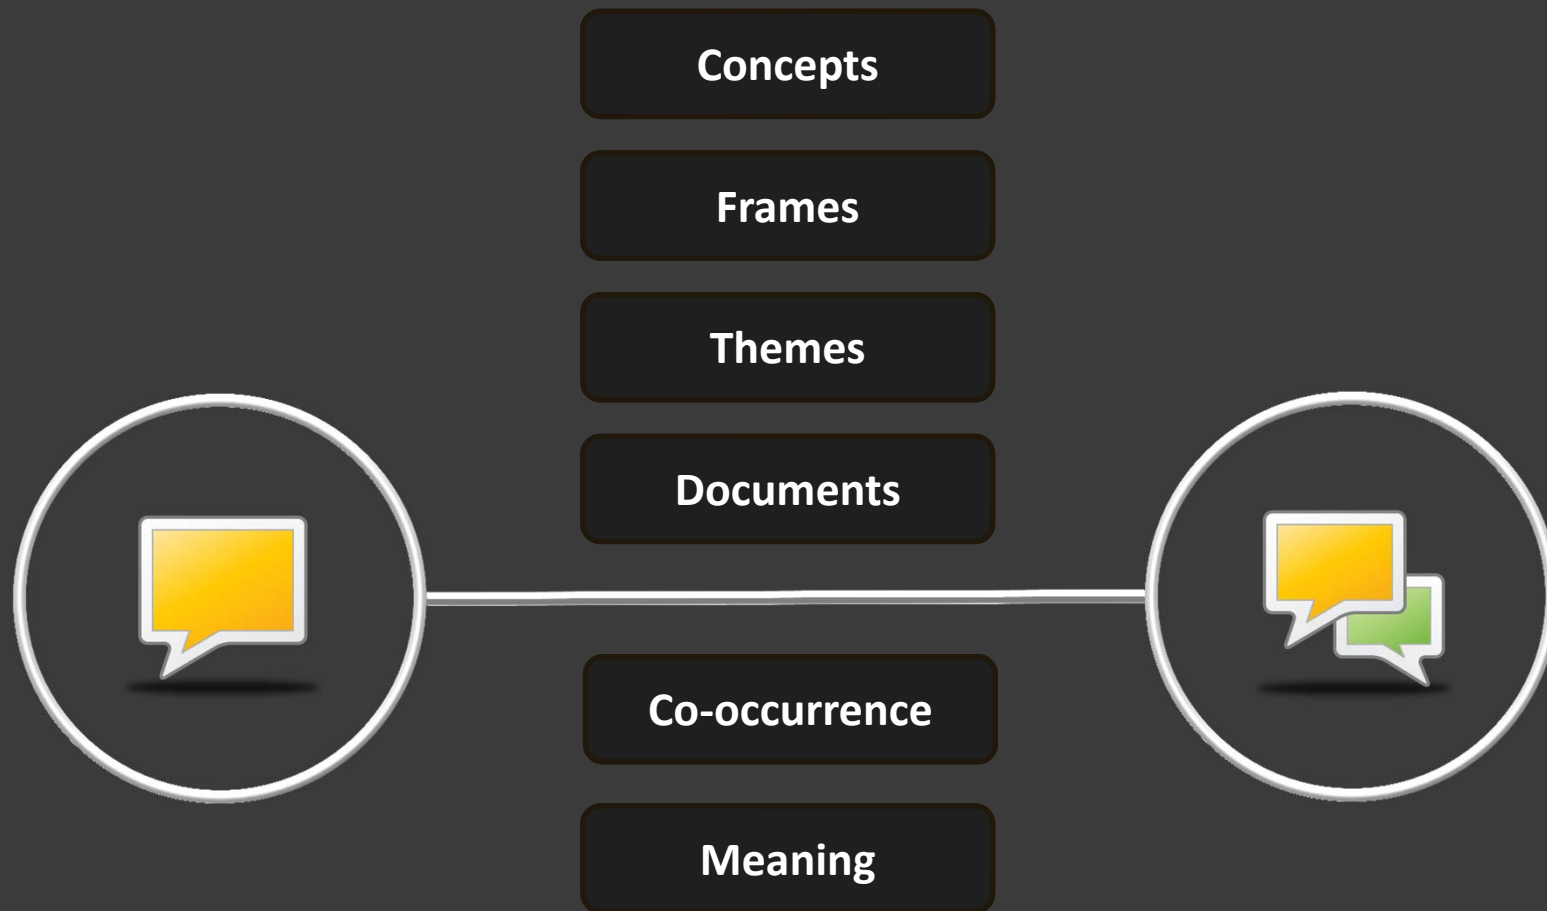 Concepts
Frames
Themes
Documents
Co-occurrence
Meaning